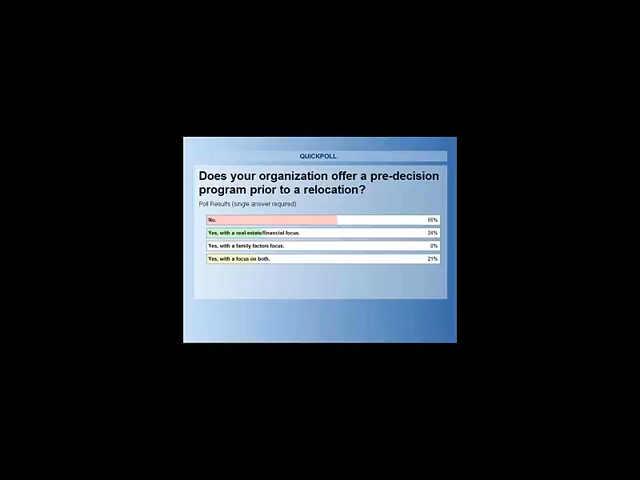 QUICKPOLL
Does your organization offer a pre-decision
program prior to a relocation?
Poll Results (single answer required)
No. 56%
Yes, with a real estate/financial focus. 24%
Yes, with a family factors focus. 0%
Yes, with a focus on both. 21%